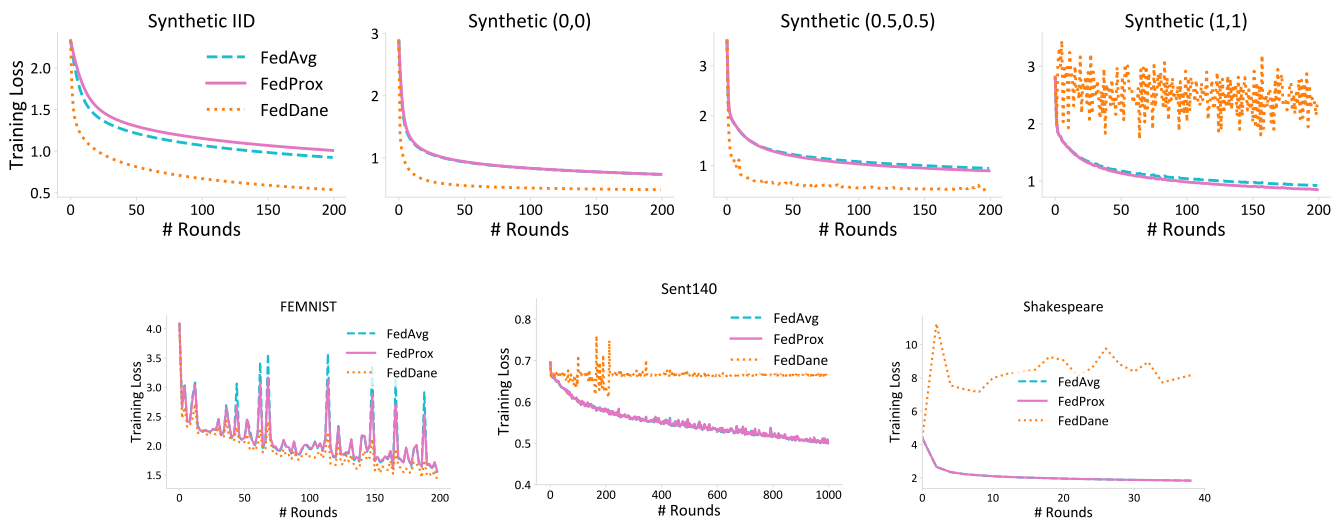 Synthetic IID
Synthetic (0,0)
Synthetic (0.5,0.5)
Synthetic (1,1)
Training Loss
2.0
1.5
1.0
0.5
FedAvg
FedProx
FedDane
0 50 100 150 200
# Rounds
3
2
1
0 50 100 150 200
# Rounds
3
2
1
0 50 100 150 200
# Rounds
3
2
1
0 50 100 150 200
# Rounds
FEMNIST
Training Loss
4.0
3.5
3.0
2.5
2.0
1.5
FedAvg
FedProx
FedDane
0 50 100 150 200
# Rounds
Sent140
Training Loss
0.8
0.7
0.6
0.5
0.4
FedAvg
FedProx
FedDane
0 200 400 600 800 1000
# Rounds
Shakespeare
Training Loss
10
8
6
4
2
FedAvg
FedProx
FedDane
0 10 20 30 40
# Rounds